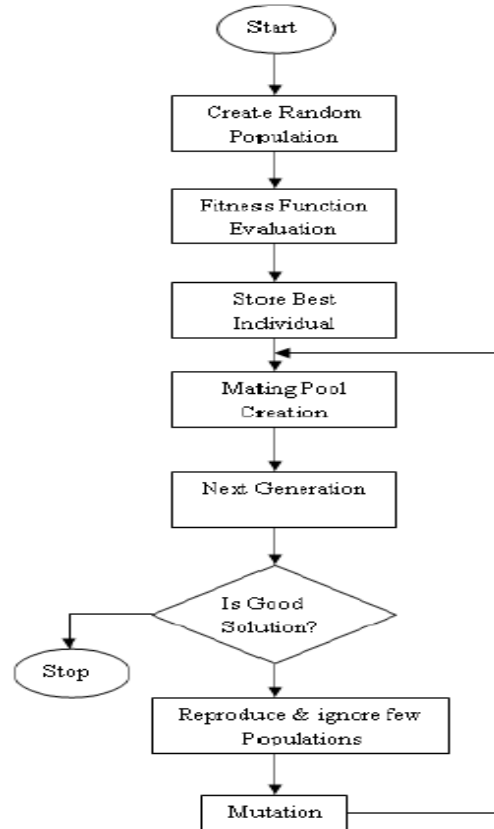 Start
Create Random
Population
Fitness Function
Evaluation
Store Best
Individual
Mating Pool
Creation
Next Generation
Is Good
Solution?
Stop
Reproduce & ignore few
Populations
Mutation